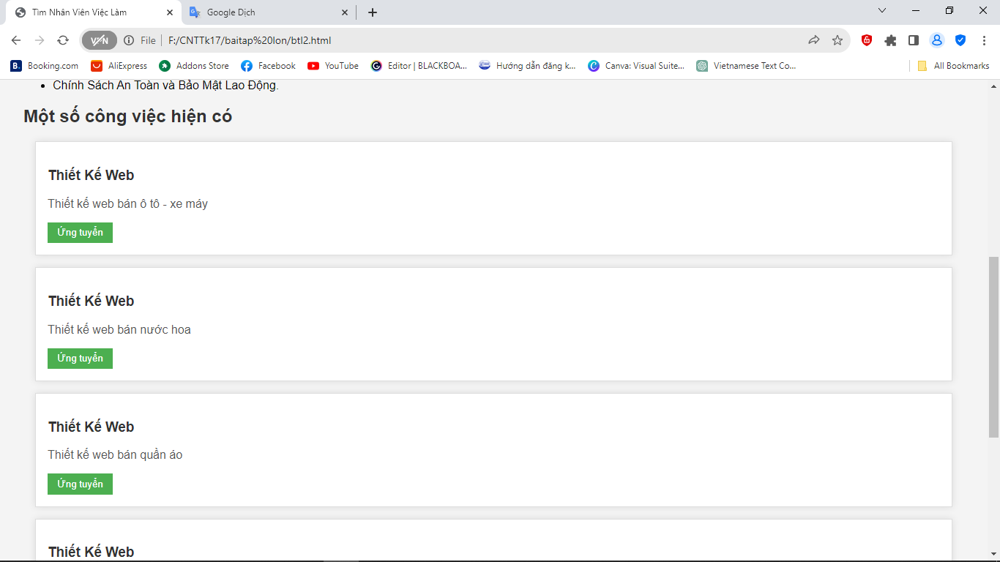 Tìm Nhân Viên Việc Làm
Google Dịch
VPN
File
F:/CNTTk17/baitap%20lon/btl2.html
B. Booking.com
AliExpress
Addons Store
Facebook
YouTube
Editor | BLACKBOA...
Hướng dẫn đăng k...
Canva: Visual Suite...
Vietnamese Text Co...
All Bookmarks
Chính Sách An Toàn và Bảo Mật Lao Động.
Một số công việc hiện có
Thiết Kế Web
Thiết kế web bán ô tô - xe máy
Ứng tuyển
Thiết Kế Web
Thiết kế web bán nước hoa
Ứng tuyển
Thiết Kế Web
Thiết kế web bán quần áo
Ứng tuyển
Thiết Kế Web